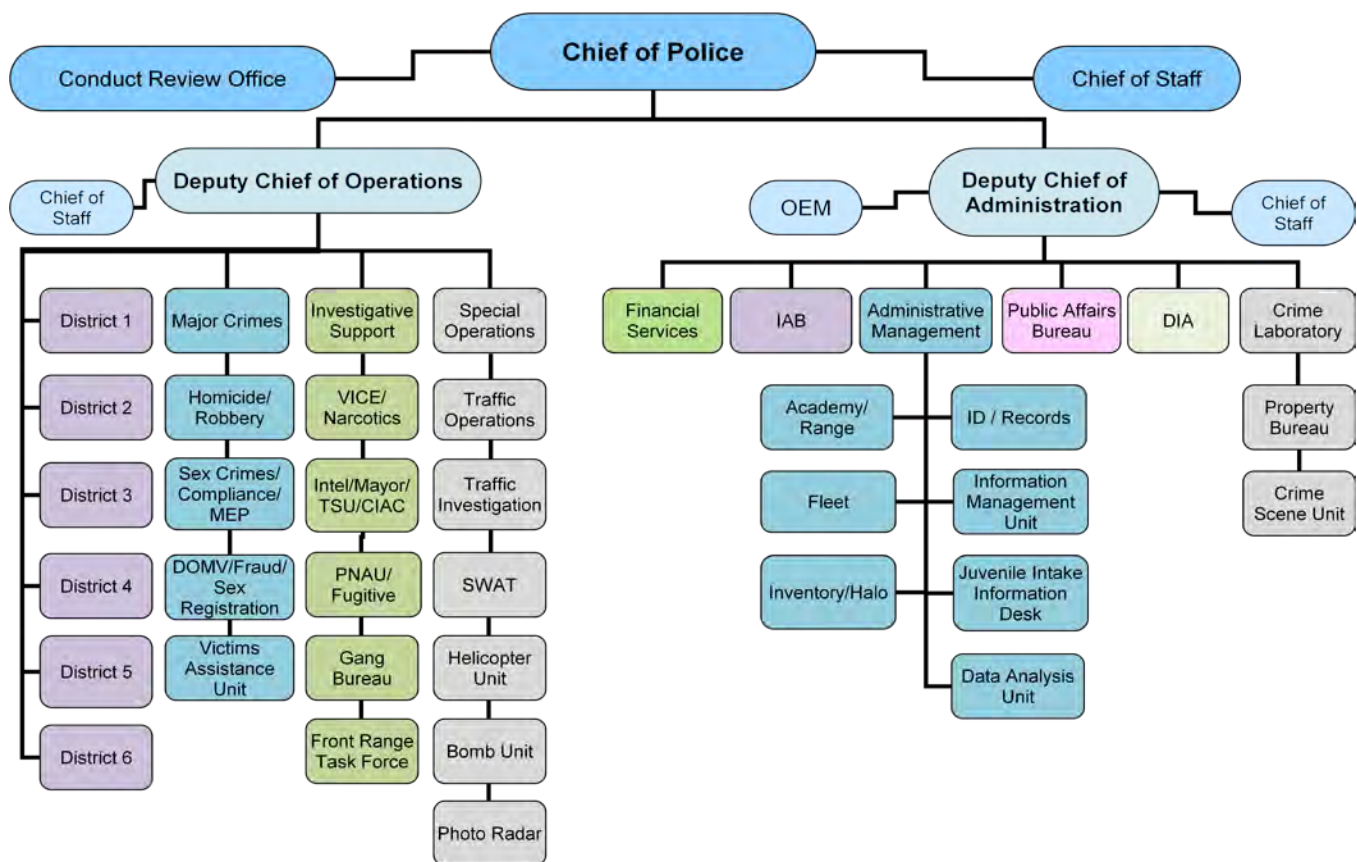 Chief of Police
Conduct Review Office
Chief of Staff
Deputy Chief of Operations
Chief of
Staff
OEM
Deputy Chief of
Administration
Chief of
Staff
District 1
District 2
District 3
District 4
District 5
District 6
Major Crimes
Homicide/
Robbery
Sex Crimes/
Compliance/
MEP
DOMV/Fraud/
Sex
Registration
Victims
Assistance
Unit
Investigative
Support
VICE/
Narcotics
Intel/Mayor/
TSU/CIAC
PNAU/
Fugitive
Gang
Bureau
Front Range
Task Force
Special
Operations
Traffic
Operations
Traffic
Investigation
SWAT
Helicopter
Unit
Bomb Unit
Photo Radar
Financial
Services
IAB
Administrative
Management
Public Affairs
Bureau
DIA
Crime
Laboratory
Academy/
Range
ID / Records
Fleet
Information
Management
Unit
Inventory/Halo
Juvenile Intake
Information
Desk
Data Analysis
Unit
Property
Bureau
Crime
Scene Unit